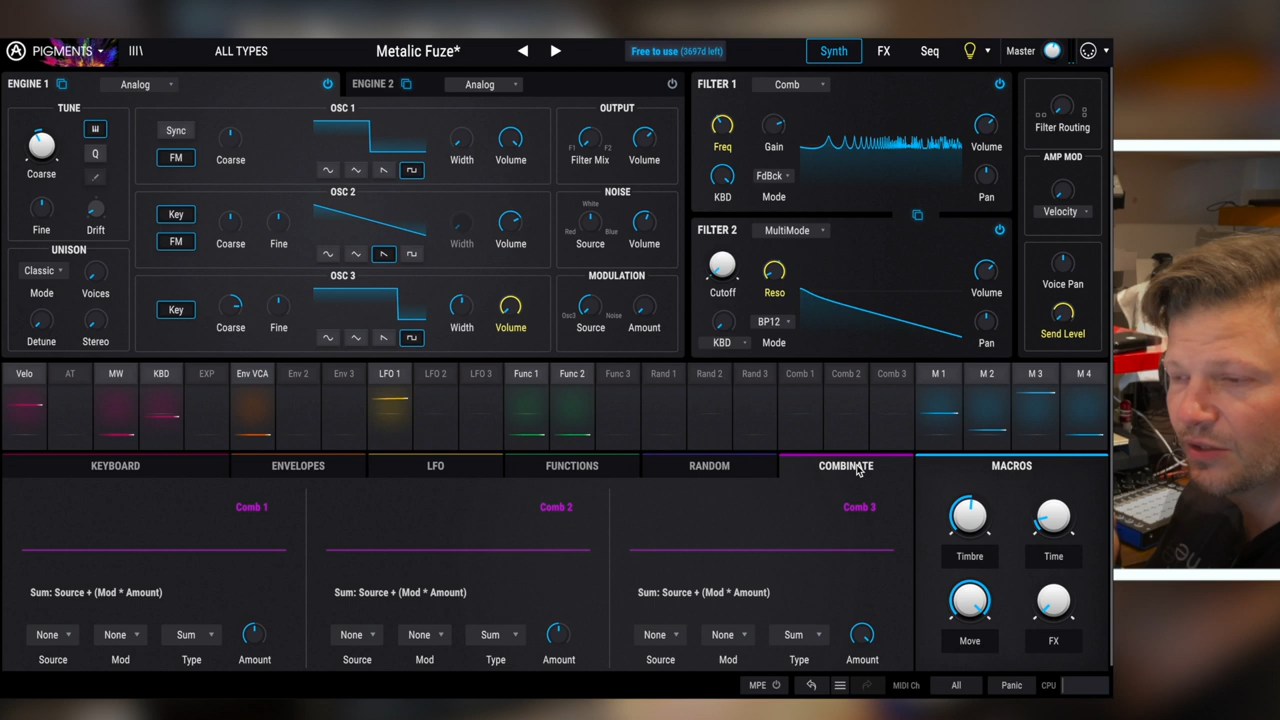 PIGMENTS
ALL TYPES
Metalic Fuze*
Free to use (3697d left)
Synth
FX
Seq
Master
ENGINE 1
Analog
ENGINE 2
Analog
FILTER 1
Comb
TUNE
OSC 1
OUTPUT
Sync
FM
Coarse
Width
Volume
F1
F2
Filter Mix
Volume
Freq
Gain
Volume
Filter Routing
Coarse
Q
FdBck
KBD
Mode
Pan
AMP MOD
OSC 2
NOISE
Fine
Drift
Key
FM
Coarse
Fine
Width
Volume
White
Red
Blue
Source
Volume
Velocity
FILTER 2
MultiMode
UNISON
Classic
Mode
Voices
OSC 3
MODULATION
Cutoff
Reso
Volume
Voice Pan
Key
Coarse
Fine
Width
Volume
Osc3
Noise
Source
Amount
BP12
KBD
Mode
Pan
Send Level
Detune
Stereo
Velo
AT
MW
KBD
EXP
Env VCA
Env 2
Env 3
LFO 1
LFO 2
LFO 3
Func 1
Func 2
Func 3
Rand 1
Rand 2
Rand 3
Comb 1
Comb 2
Comb 3
M 1
M 2
M 3
M 4
KEYBOARD
ENVELOPES
LFO
FUNCTIONS
RANDOM
COMBINATE
MACROS
Comb 1
Comb 2
Comb 3
Timbre
Time
Sum: Source + (Mod * Amount)
Sum: Source + (Mod * Amount)
Sum: Source + (Mod * Amount)
None
None
Sum
None
None
Sum
None
None
Sum
Move
FX
Source
Mod
Type
Amount
Source
Mod
Type
Amount
Source
Mod
Type
Amount
MPE
MIDI Ch
All
Panic
CPU